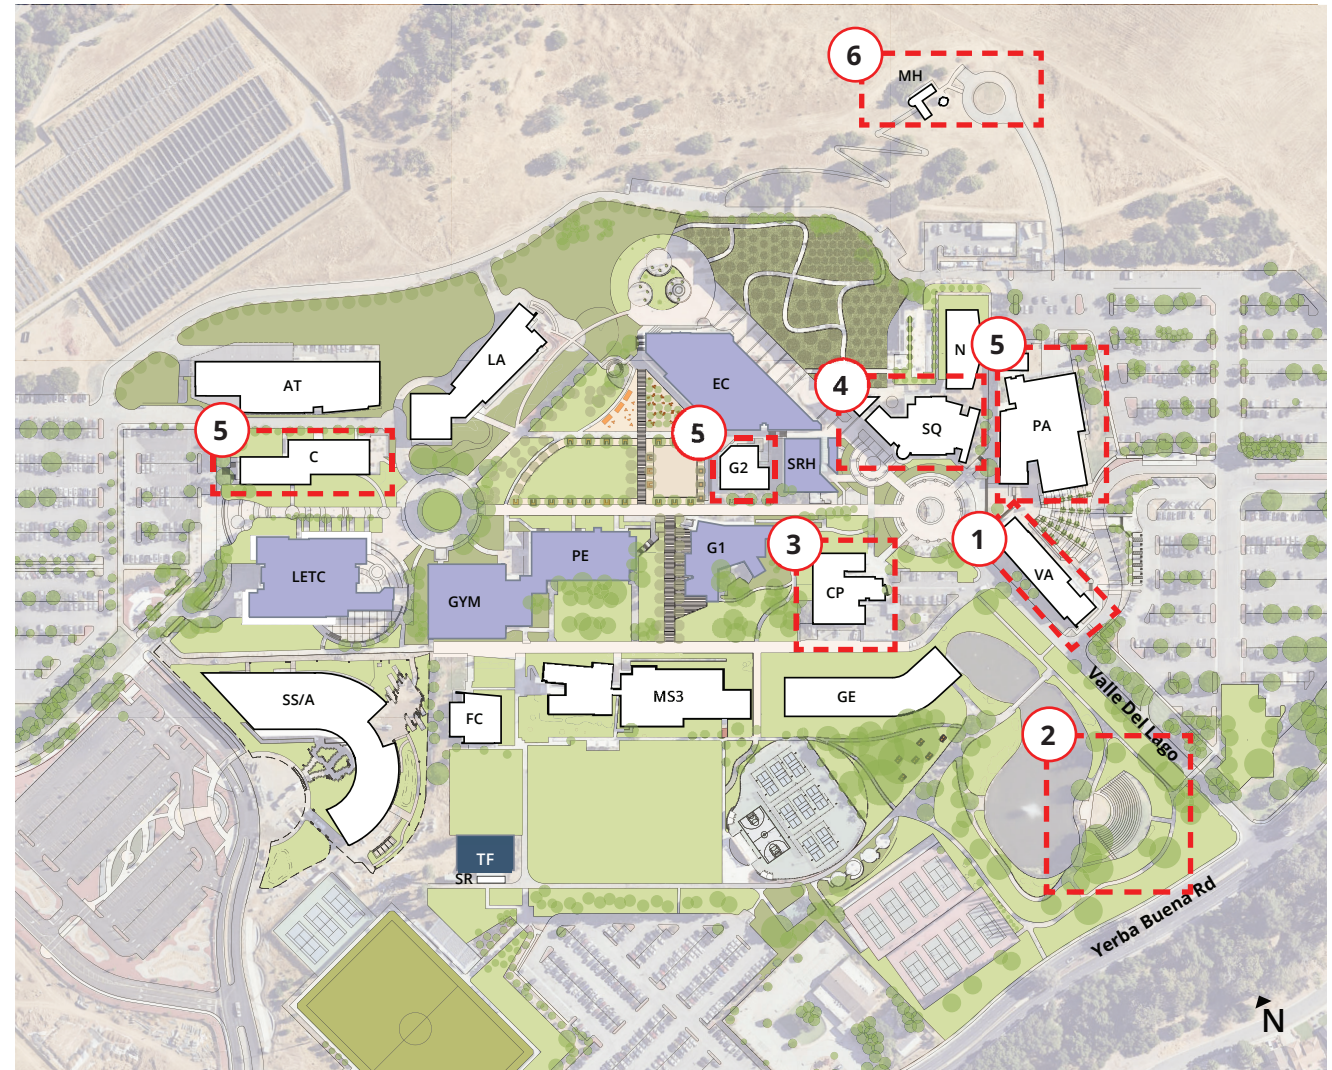 6
MH
LA
N
5
AT
EC
4
5
5
C
G2
SRH
SQ
PA
LETC
PE
G1
3
1
GYM
CP
VA
SS/A
FC
MS3
GE
Valle Del Lago
2
TF
SR
Yerba Buena Rd
N